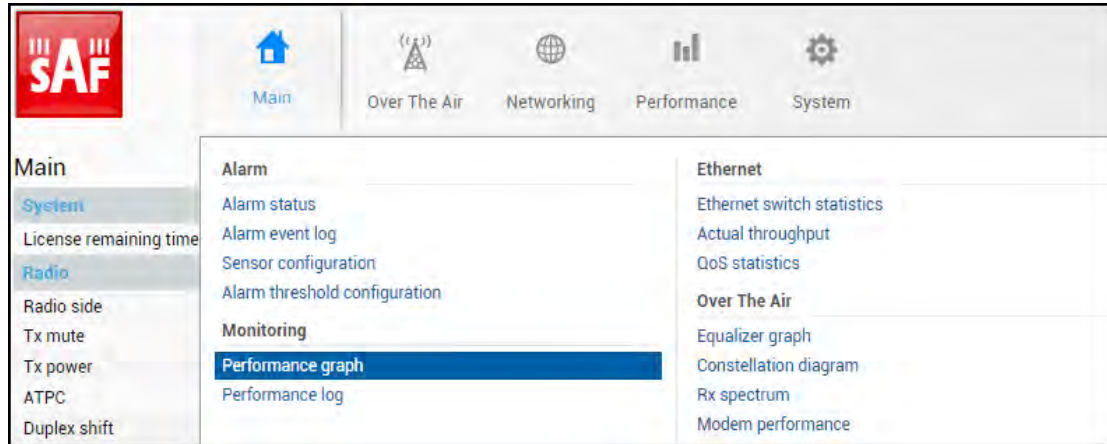 SAF
Main
Over The Air
Networking
Performance
System
Main
System
License remaining time
Radio
Radio side
Tx mute
Tx power
ATPC
Duplex shift
Alarm
Alarm status
Alarm event log
Sensor configuration
Alarm threshold configuration
Monitoring
Performance graph
Performance log
Ethernet
Ethernet switch statistics
Actual throughput
QoS statistics
Over The Air
Equalizer graph
Constellation diagram
Rx spectrum
Modem performance